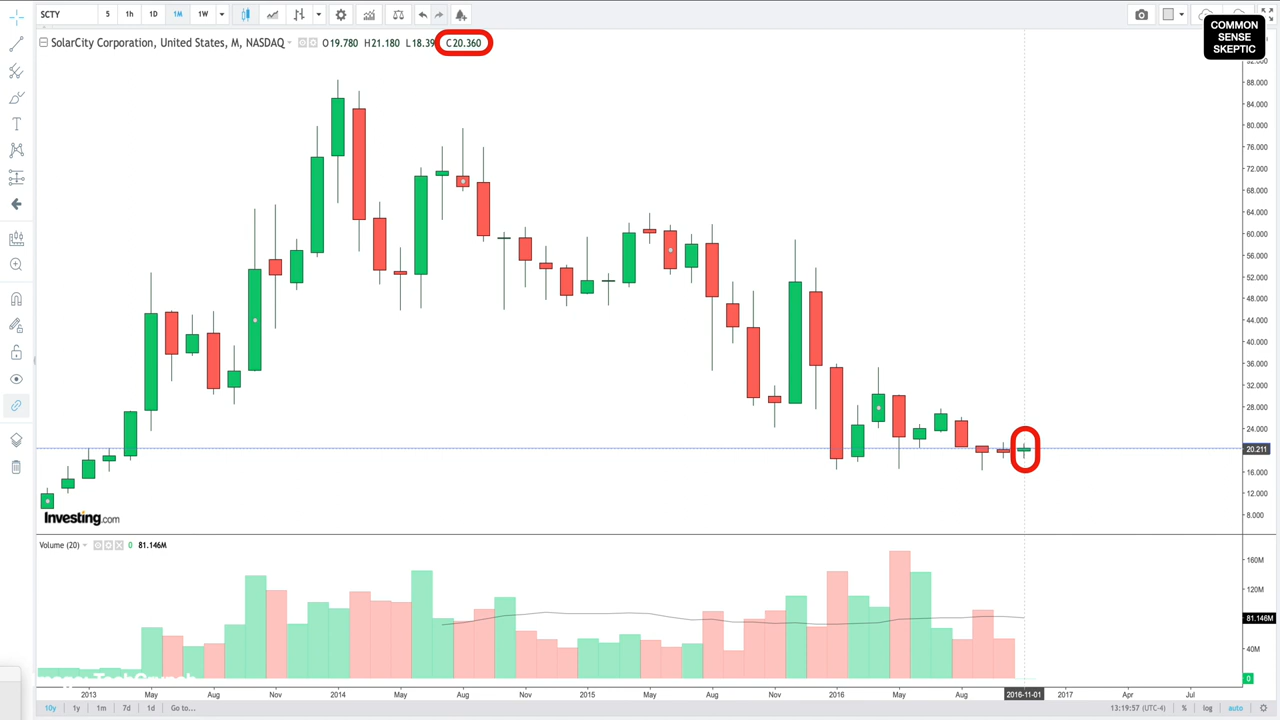 SCTY 5 1h 1D 1M 1W
COMMON
SENSE
SKEPTIC
SolarCity Corporation, United States, M, NASDAQ O19.780 H21.180 L18.39 C20.360
92.000
88.000
84.000
80.000
76.000
72.000
68.000
64.000
60.000
56.000
52.000
48.000
44.000
40.000
36.000
32.000
28.000
24.000
20.211
16.000
12.000
8.000
Investing.com
Volume (20) 0 81.146M
160M
120M
81.146M
40M
0
2013 May Aug Nov 2014 May Aug Nov 2015 May Aug Nov 2016 May Aug 2016-11-01 2017 Apr Jul
10y 1y 1m 7d 1d Go to... 13:19:57 (UTC-4) % log auto